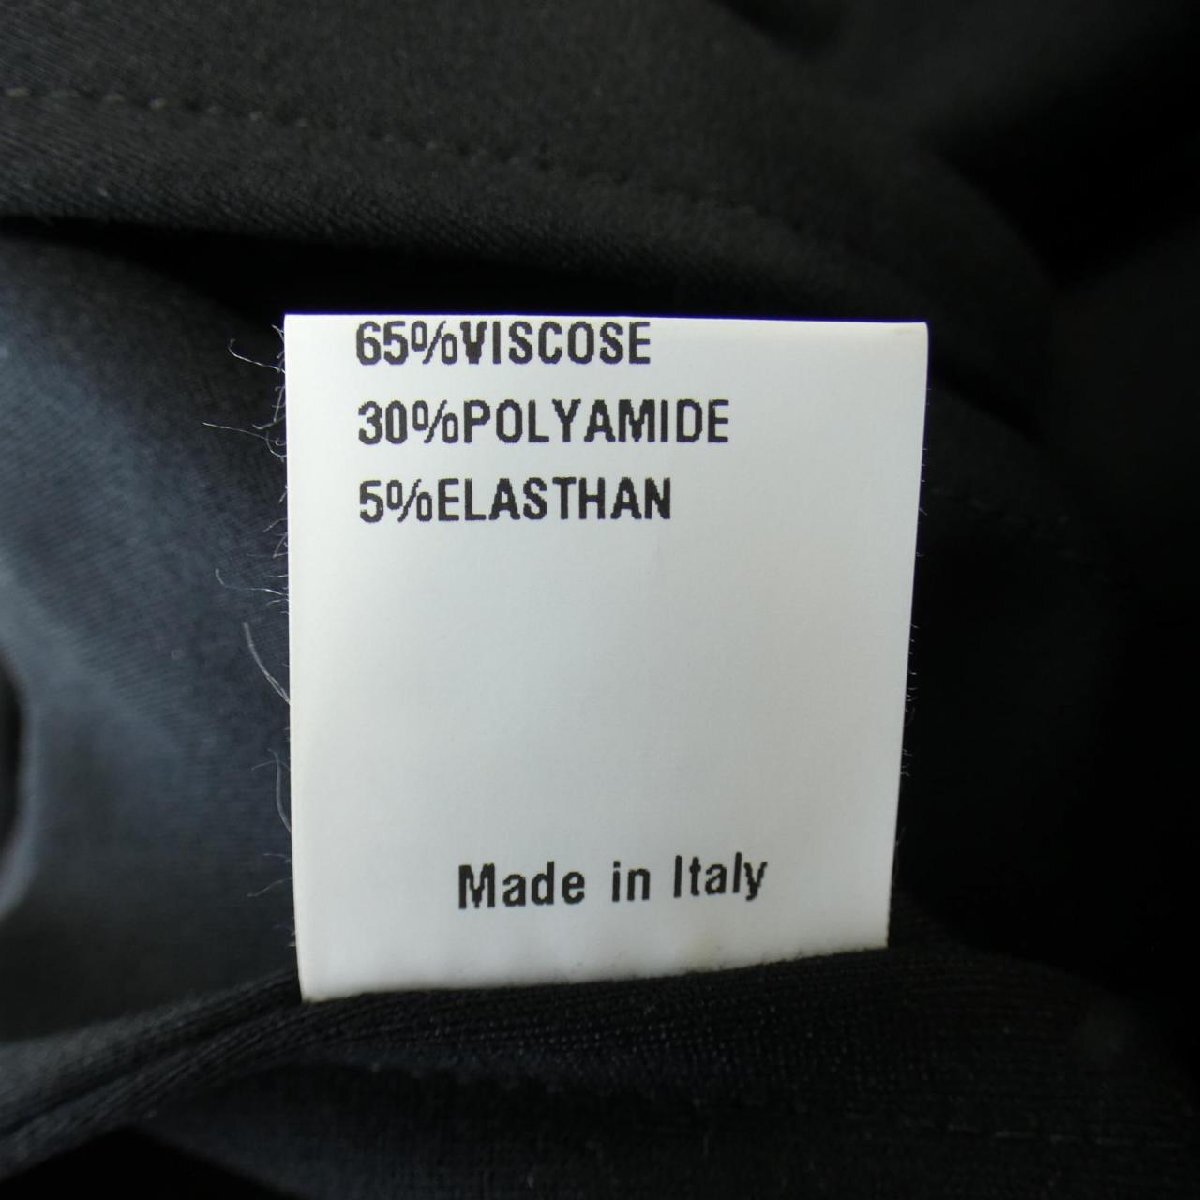 65%VISCOSE
30%POLYAMIDE
5%ELASTHAN
Made in Italy